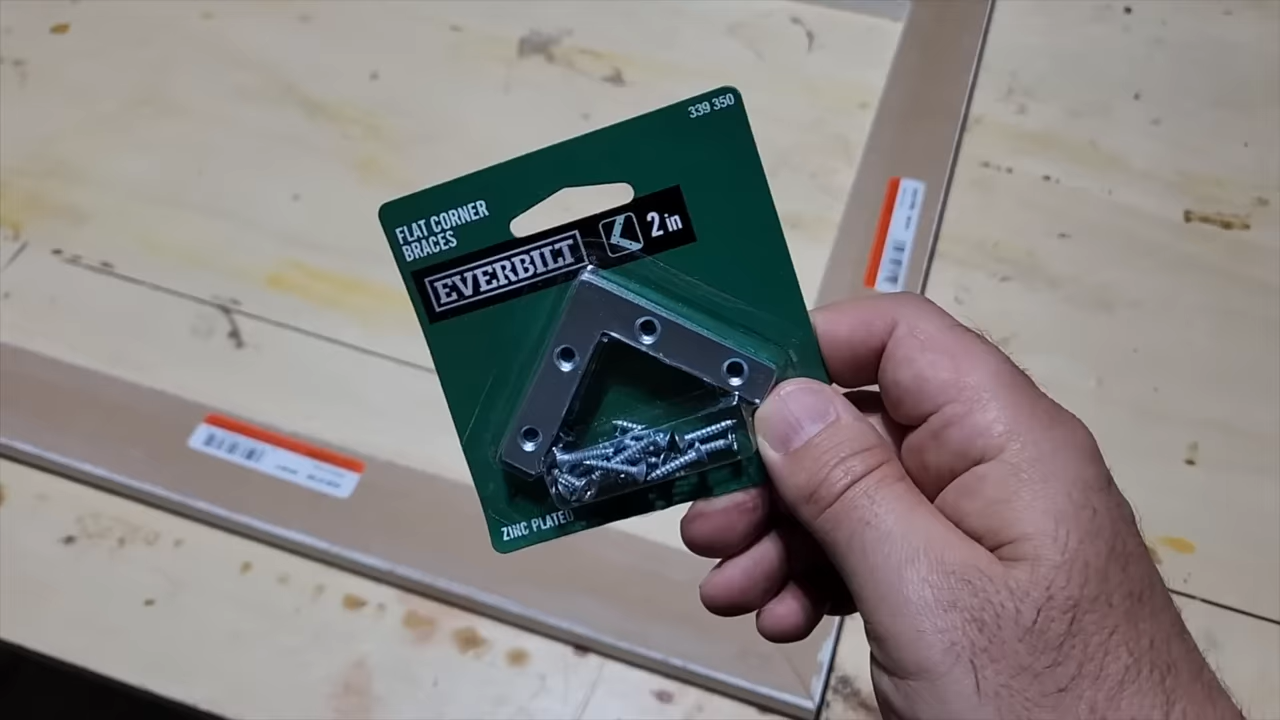 339 350
FLAT CORNER
BRACES
EVERBILT
2 in
ZINC PLATED